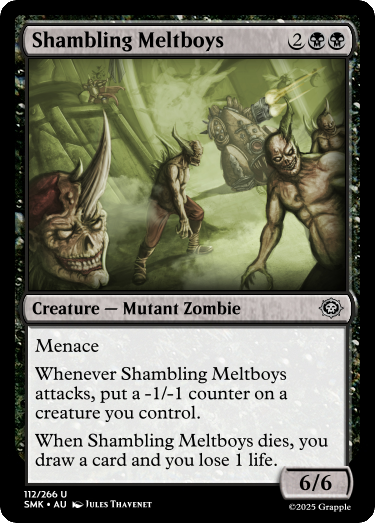 Shambling Meltboys 2
Creature — Mutant Zombie
Menace
Whenever Shambling Meltboys
attacks, put a -1/-1 counter on a
creature you control.
When Shambling Meltboys dies, you
draw a card and you lose 1 life.
6/6
112/266 U
SMK • AU Jules Thavenet
©2025 Grapple